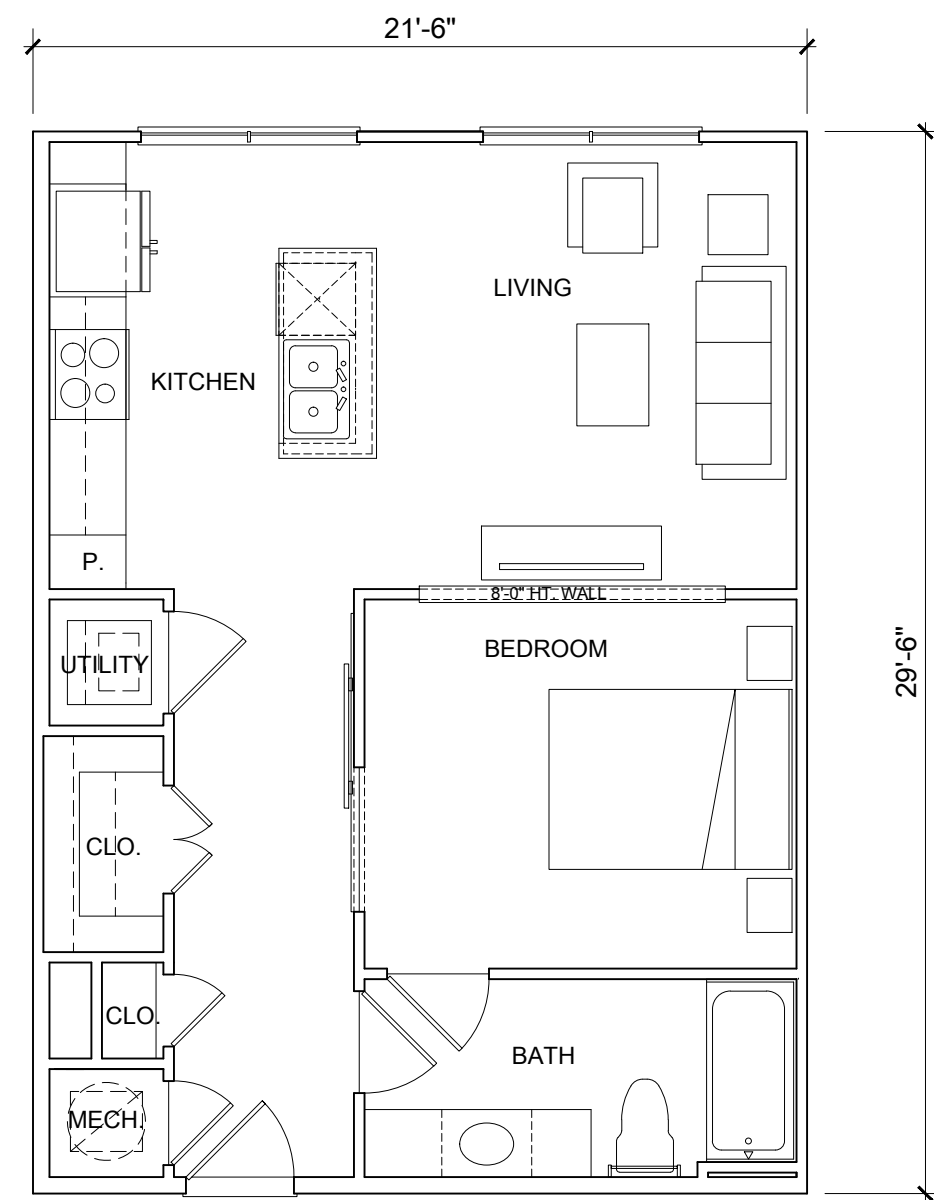 21'-6"
LIVING
KITCHEN
P.
8'-0" HT. WALL
BEDROOM
UTILITY
29'-6"
CLO.
CLO.
BATH
MECH.